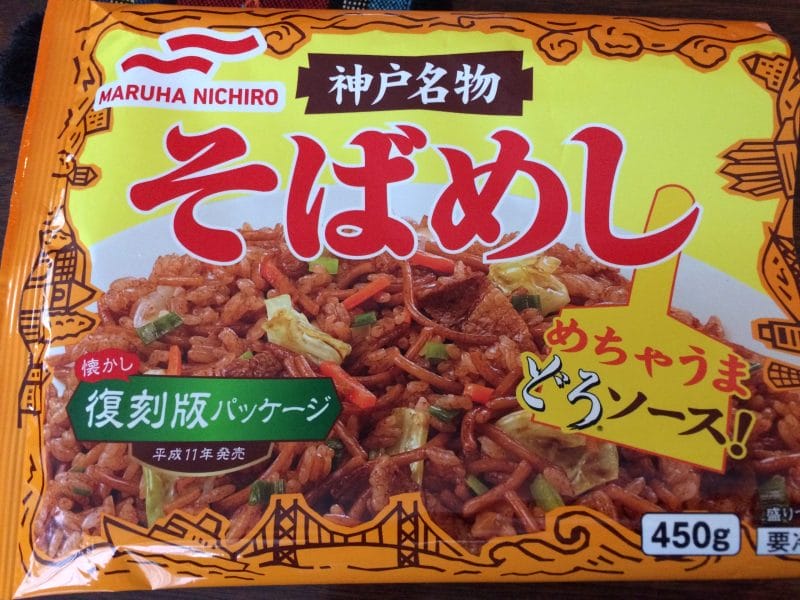 MARUHA NICHIRO
神戸名物
そばめし
めちゃうま
どろソース!!
懐かし
復刻版パッケージ
平成11年発売
450g